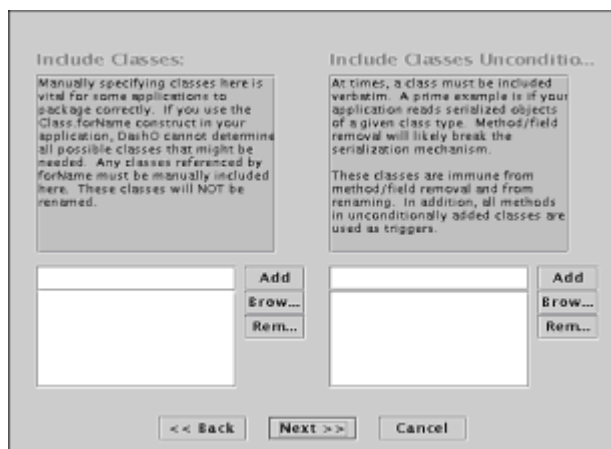 Include Classes:
Manually specifying classes here is
vital for some applications to
package correctly. If you use the
Class.forName construct in your
application, DashO cannot determine
all possible classes that might be
needed. Any classes referenced by
forName must be manually included
here. These classes will NOT be
renamed.
Add
Brow...
Rem...
Include Classes Unconditio...
At times, a class must be included
verbatim. A prime example is if your
application reads serialized objects
of a given class type. Method/field
removal will likely break the
serialization mechanism.
These classes are immune from
method/field removal and from
renaming. In addition, all methods
in unconditionally added classes are
used as triggers.
Add
Brow...
Rem...
<< Back
Next >>
Cancel